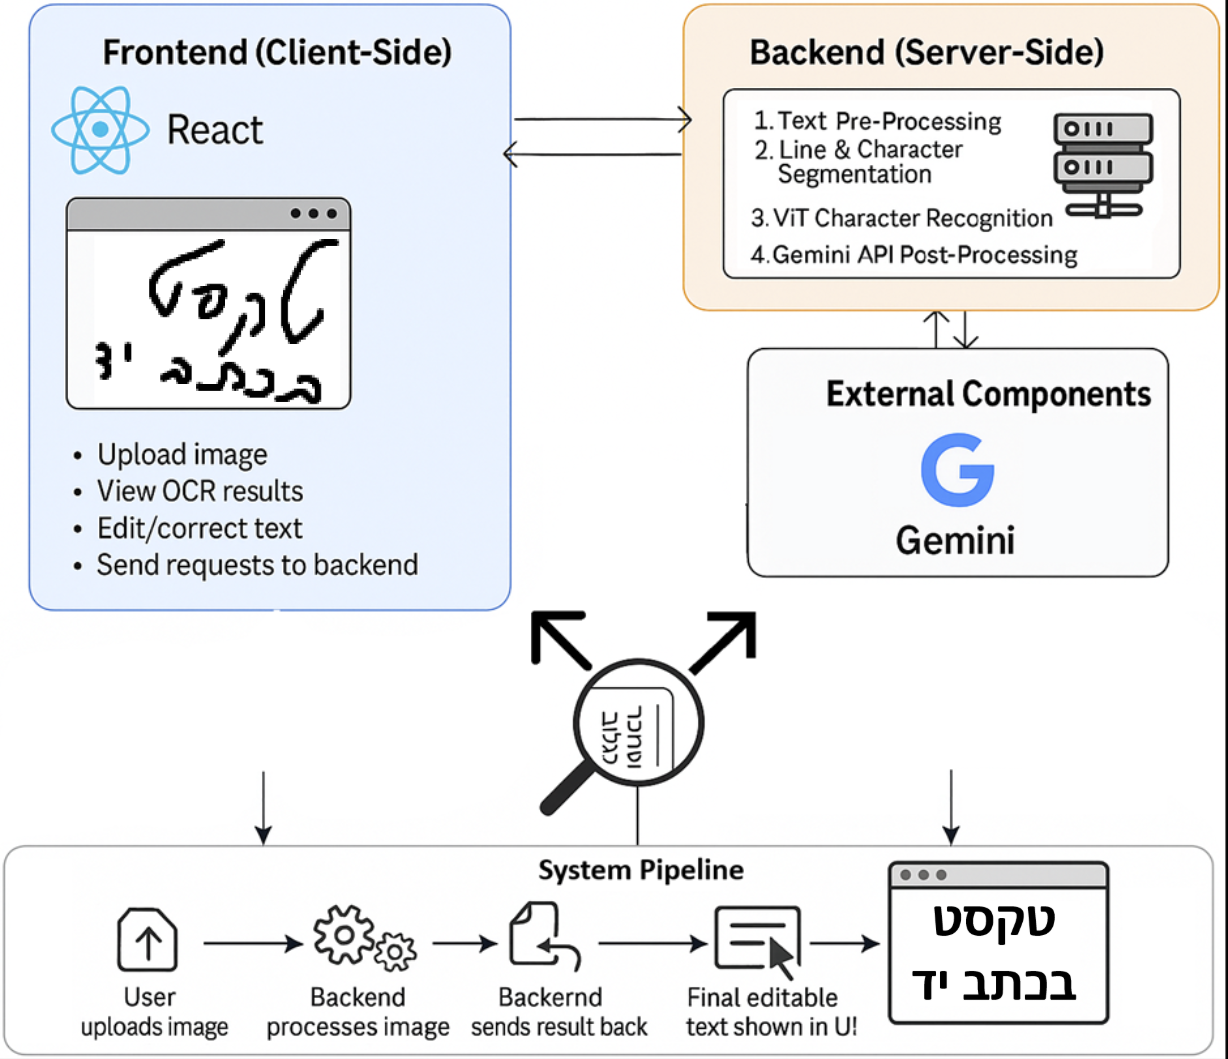 Frontend (Client-Side)
React
טקסט
בכתב יד
• Upload image
• View OCR results
• Edit/correct text
• Send requests to backend
Backend (Server-Side)
1. Text Pre-Processing
2. Line & Character
Segmentation
3. ViT Character Recognition
4. Gemini API Post-Processing
External Components
G
Gemini
System Pipeline
User
uploads image
Backend
processes image
Backernd
sends result back
Final editable
text shown in U!
טקסט
בכתב יד